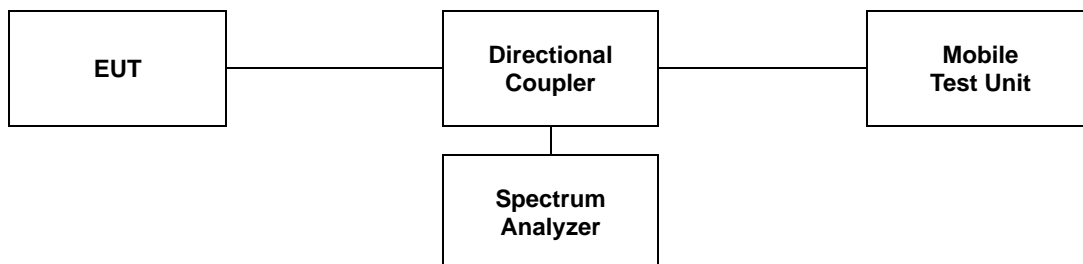 EUT
Directional
Coupler
Mobile
Test Unit
Spectrum
Analyzer